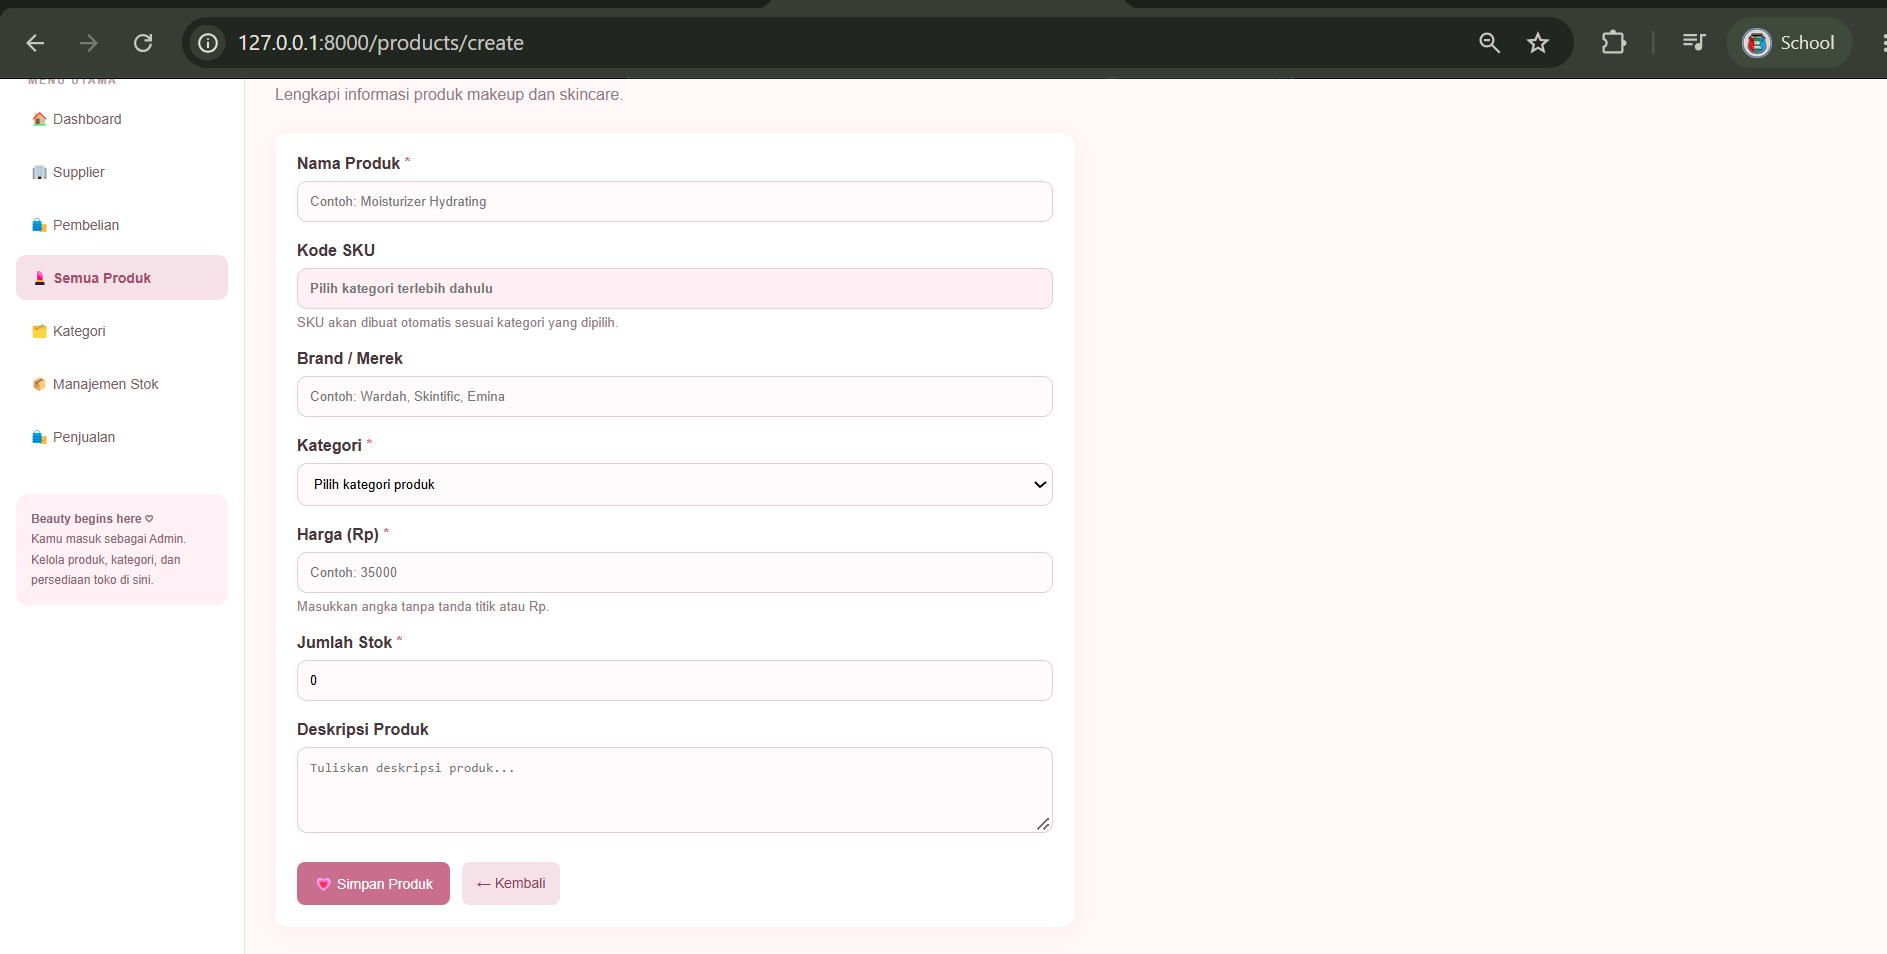 127.0.0.1:8000/products/create
School
MENU UTAMA
Dashboard
Supplier
Pembelian
Semua Produk
Kategori
Manajemen Stok
Penjualan
Beauty begins here ♡
Kamu masuk sebagai Admin.
Kelola produk, kategori, dan
persediaan toko di sini.
Lengkapi informasi produk makeup dan skincare.
Nama Produk *
Contoh: Moisturizer Hydrating
Kode SKU
Pilih kategori terlebih dahulu
SKU akan dibuat otomatis sesuai kategori yang dipilih.
Brand / Merek
Contoh: Wardah, Skintific, Emina
Kategori *
Pilih kategori produk
Harga (Rp) *
Contoh: 35000
Masukkan angka tanpa tanda titik atau Rp.
Jumlah Stok *
0
Deskripsi Produk
Tuliskan deskripsi produk...
Simpan Produk
← Kembali